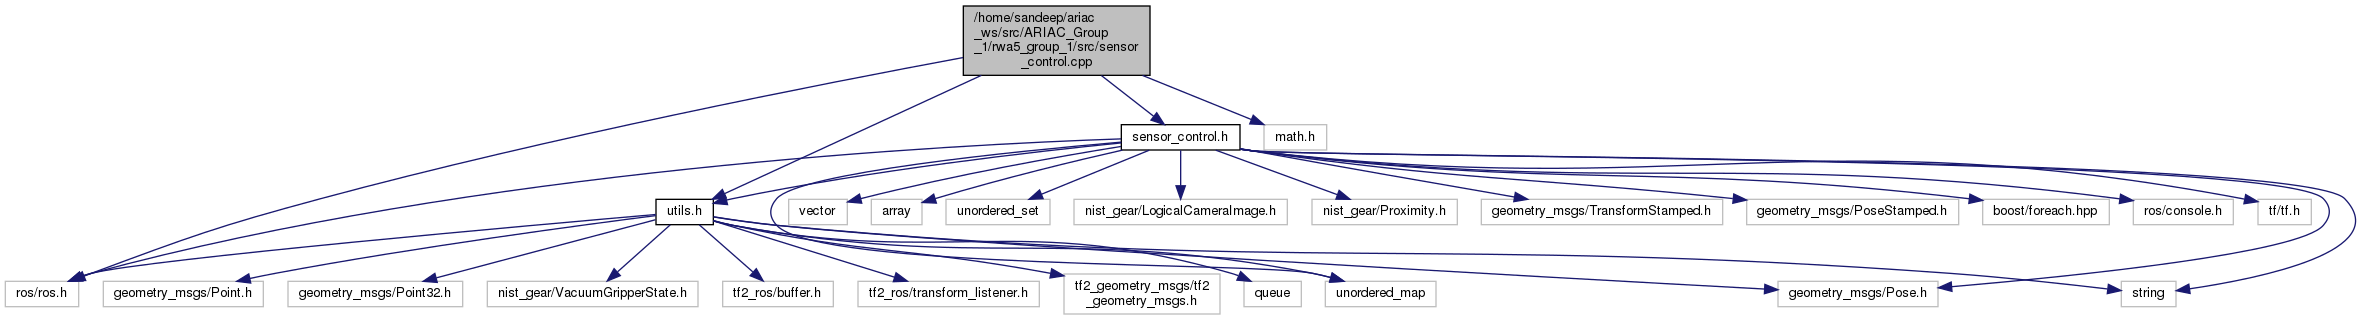 /home/sandeep/ariac
_ws/src/ARIAC_Group
_1/rwa5_group_1/src/sensor
_control.cpp
sensor_control.h
math.h
utils.h
vector
array
unordered_set
nist_gear/LogicalCameraImage.h
nist_gear/Proximity.h
geometry_msgs/TransformStamped.h
geometry_msgs/PoseStamped.h
boost/foreach.hpp
ros/console.h
tf/tf.h
ros/ros.h
geometry_msgs/Point.h
geometry_msgs/Point32.h
nist_gear/VacuumGripperState.h
tf2_ros/buffer.h
tf2_ros/transform_listener.h
tf2_geometry_msgs/tf2
_geometry_msgs.h
queue
unordered_map
geometry_msgs/Pose.h
string